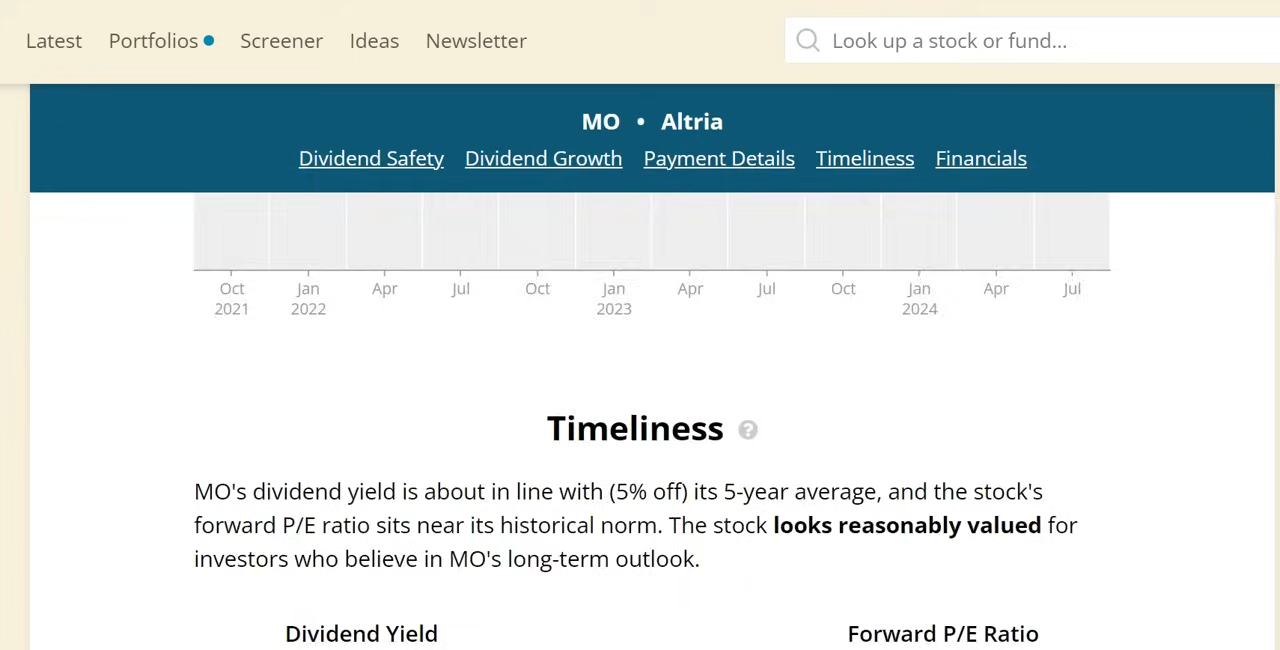 Latest Portfolios Screener Ideas Newsletter Look up a stock or fund...
MO • Altria
Dividend Safety Dividend Growth Payment Details Timeliness Financials
Oct Jan Apr Jul Oct Jan Apr Jul Oct Jan Apr Jul
2021 2022 2023 2024
Timeliness ?
MO's dividend yield is about in line with (5% off) its 5-year average, and the stock's
forward P/E ratio sits near its historical norm. The stock looks reasonably valued for
investors who believe in MO's long-term outlook.
Dividend Yield Forward P/E Ratio